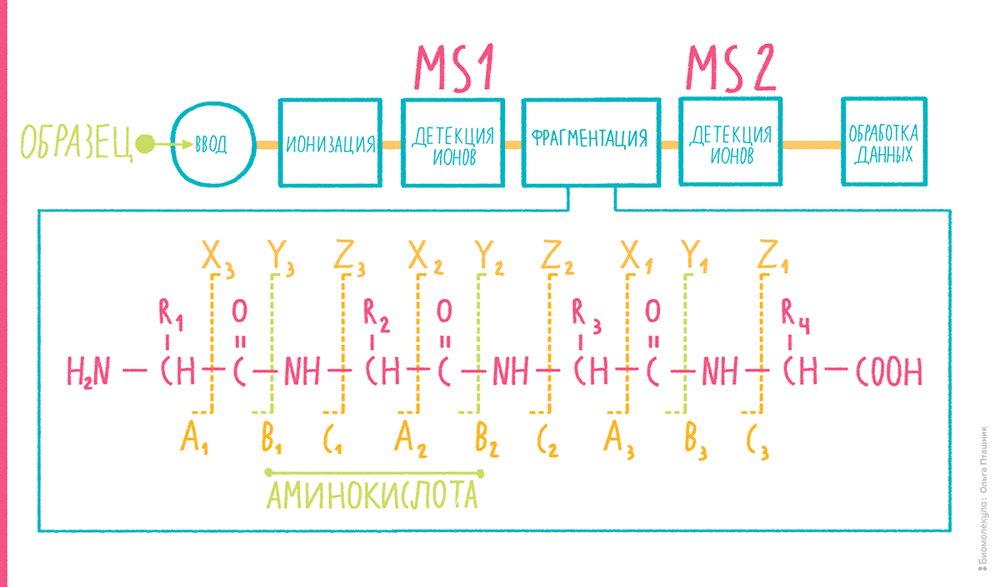 MS1 MS2
ОБРАЗЕЦ ВВОД ИОНИЗАЦИЯ ДЕТЕКЦИЯ ИОНОВ ФРАГМЕНТАЦИЯ ДЕТЕКЦИЯ ИОНОВ ОБРАБОТКА ДАННЫХ
X₃ Y₃ Z₃ X₂ Y₂ Z₂ X₁ Y₁ Z₁
R₁ O R₂ O R₃ O R₄
H₂N — CH — C — NH — CH — C — NH — CH — C — NH — CH — COOH
A₁ B₁ C₁ A₂ B₂ C₂ A₃ B₃ C₃
АМИНОКИСЛОТА
Биомолекула: Ольга Пташник